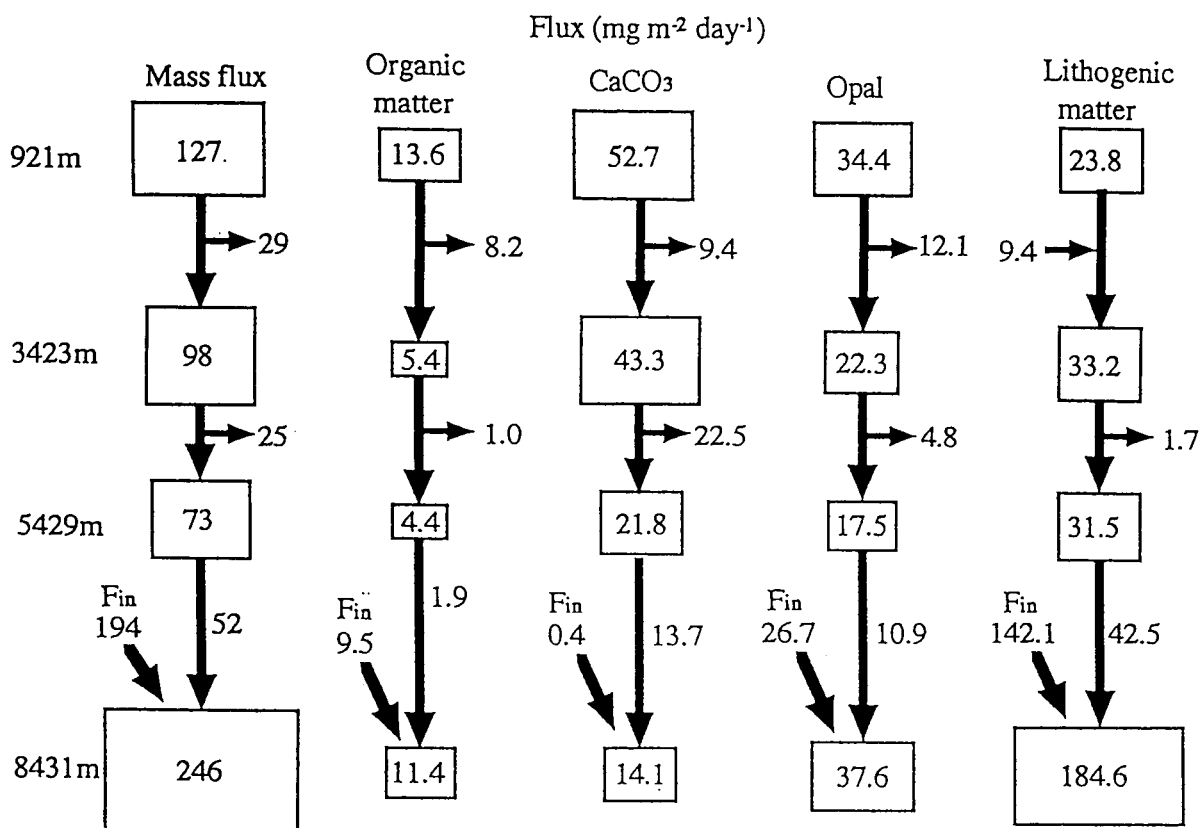 Flux (mg m-2 day-1)
Mass flux
Organic
matter
CaCO3
Opal
Lithogenic
matter
921m
127.
13.6
52.7
34.4
23.8
29
8.2
9.4
12.1
9.4
3423m
98
5.4
43.3
22.3
33.2
25
1.0
22.5
4.8
1.7
5429m
73
4.4
21.8
17.5
31.5
Fin
194
52
Fin
9.5
1.9
Fin
0.4
13.7
Fin
26.7
10.9
Fin
142.1
42.5
8431m
246
11.4
14.1
37.6
184.6